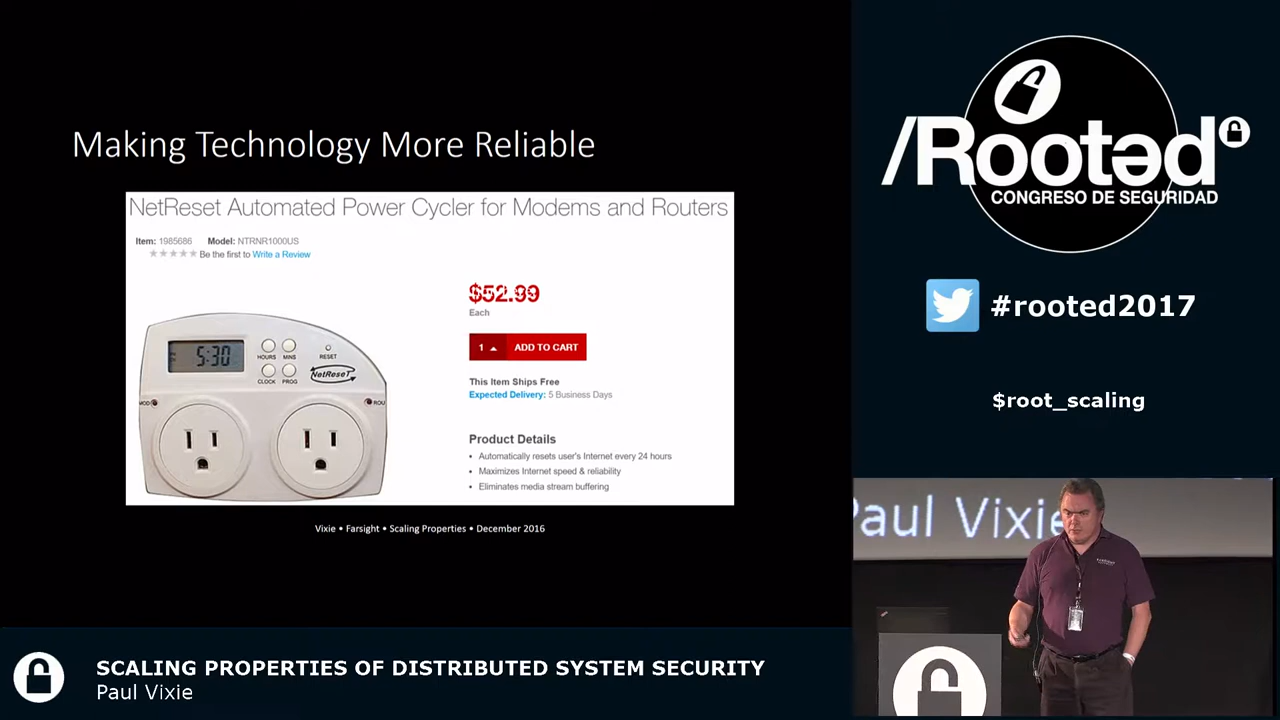 Making Technology More Reliable
NetReset Automated Power Cycler for Modems and Routers
Item: 1985686 Model: NTRNR1000US
Be the first to Write a Review
$52.99
Each
1 ADD TO CART
This Item Ships Free
Expected Delivery: 5 Business Days
Product Details
• Automatically resets user's Internet every 24 hours
• Maximizes Internet speed & reliability
• Eliminates media stream buffering
5:30
HOURS MINS
RESET
CLOCK PROG
NetReseT
MOD
ROU
Vixie • Farsight • Scaling Properties • December 2016
/Rootəd
CONGRESO DE SEGURIDAD
#rooted2017
$root_scaling
Paul Vixie
SCALING PROPERTIES OF DISTRIBUTED SYSTEM SECURITY
Paul Vixie